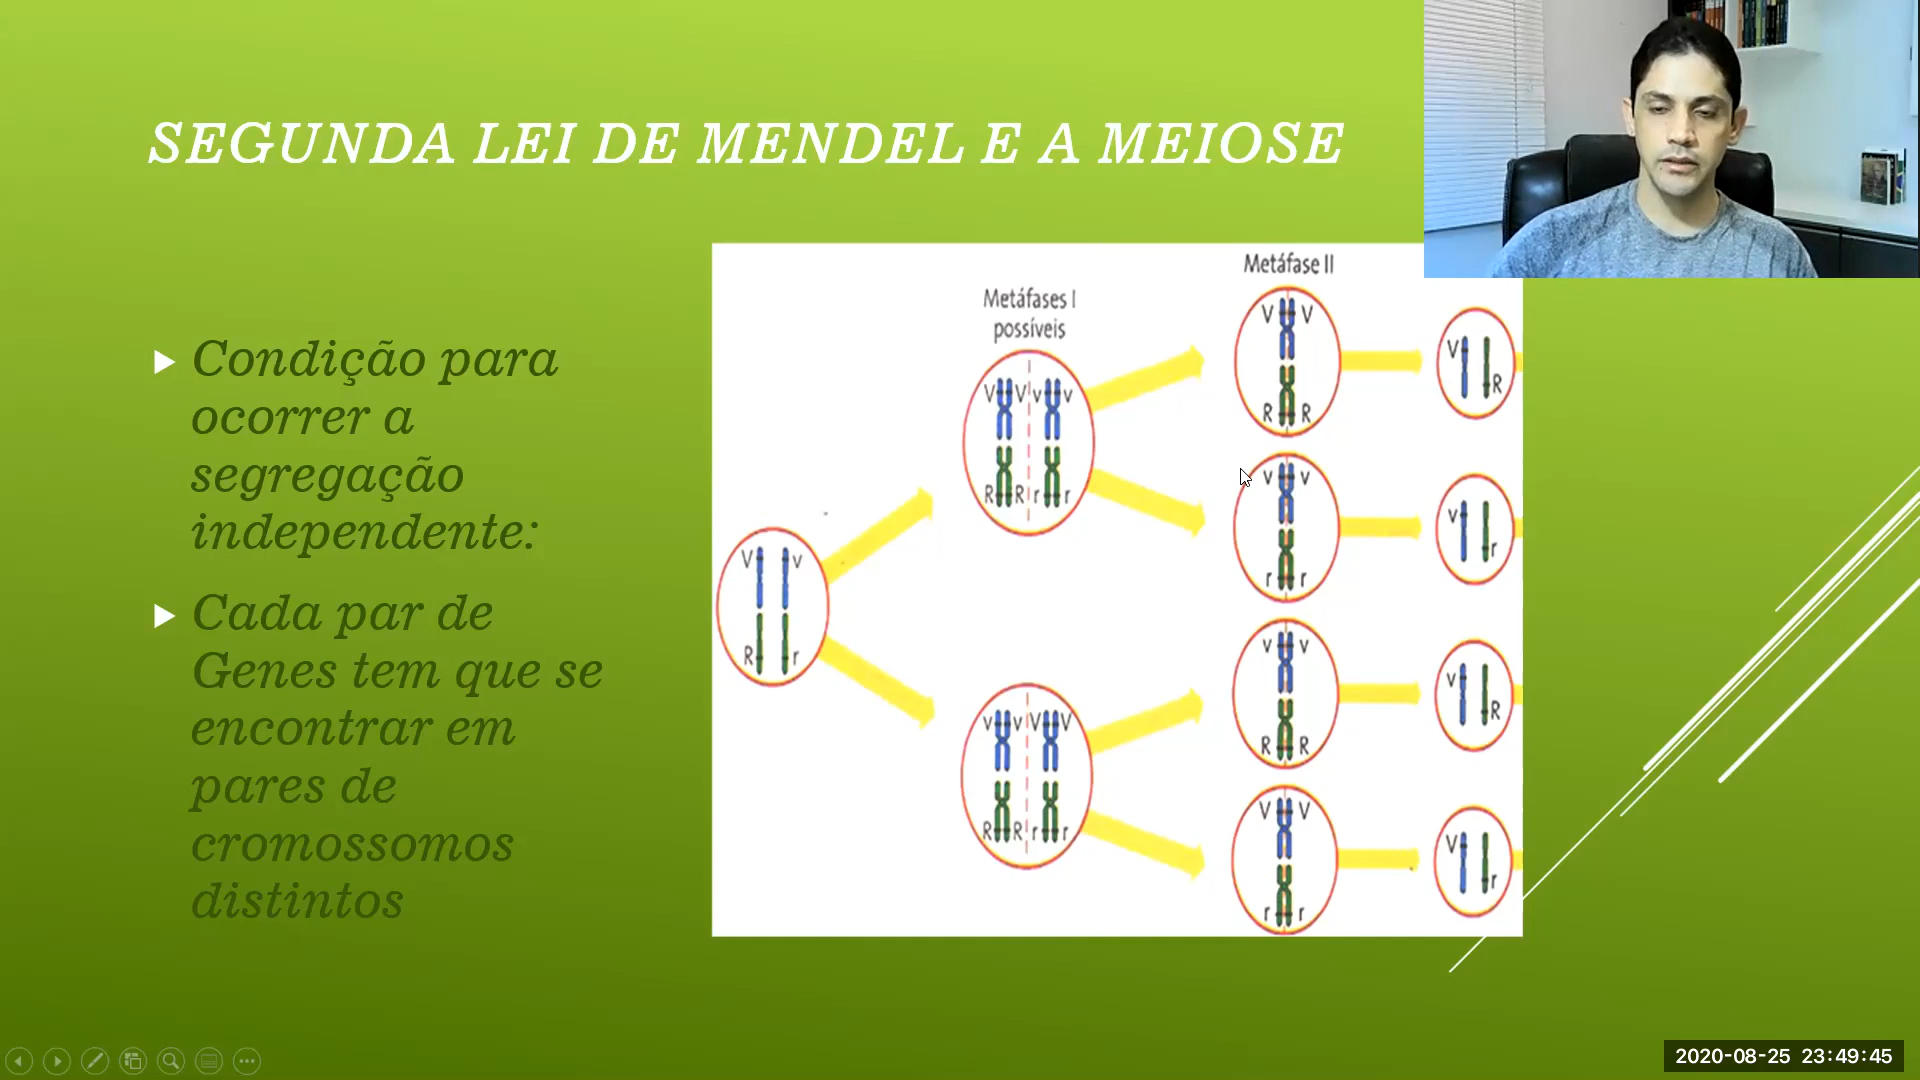 SEGUNDA LEI DE MENDEL E A MEIOSE
Condição para
ocorrer a
segregação
independente:
Cada par de
Genes tem que se
encontrar em
pares de
cromossomos
distintos
Metáfases I
possíveis
Metáfase II
V v
R r
V V v v
R R r r
v v V V
R R r r
V V
R R
v v
r r
v v
R R
V V
r r
V
R
v
r
v
R
V
r
2020-08-25 23:49:45